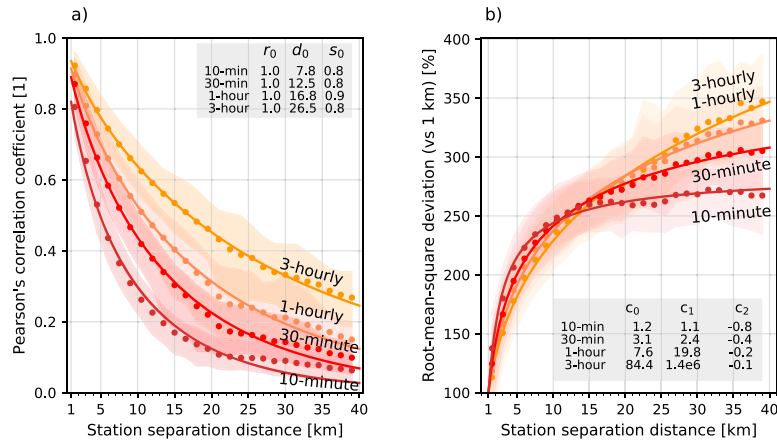 a)
Pearson's correlation coefficient [1]
1.0
0.8
0.6
0.4
0.2
0.0
r0 d0 s0
10-min 1.0 7.8 0.8
30-min 1.0 12.5 0.8
1-hour 1.0 16.8 0.9
3-hour 1.0 26.5 0.8
3-hourly
1-hourly
30-minute
10-minute
1 5 10 15 20 25 30 35 40
Station separation distance [km]
b)
Root-mean-square deviation (vs 1 km) [%]
400
350
300
250
200
150
100
3-hourly
1-hourly
30-minute
10-minute
c0 c1 c2
10-min 1.2 1.1 -0.8
30-min 3.1 2.4 -0.4
1-hour 7.6 19.8 -0.2
3-hour 84.4 1.4e6 -0.1
1 5 10 15 20 25 30 35 40
Station separation distance [km]